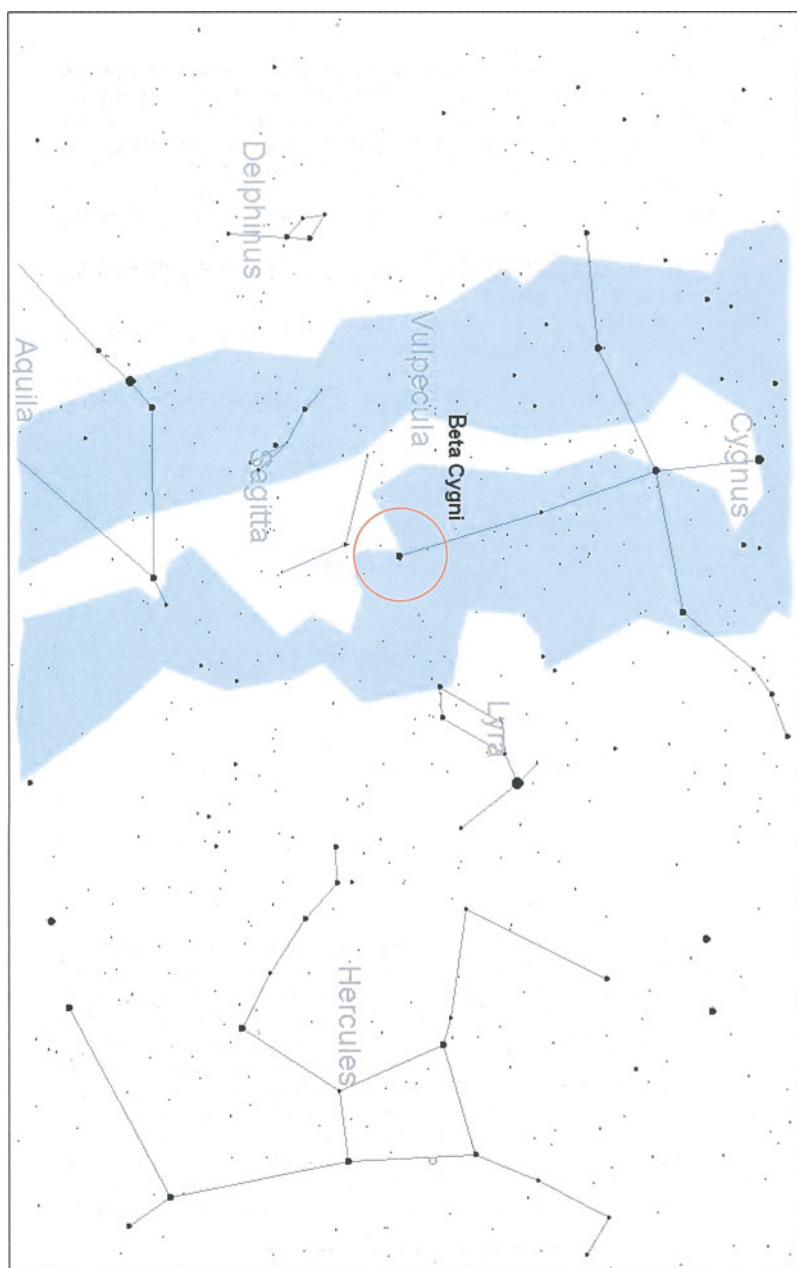 Cygnus
Lyra
Beta Cygni
Vulpecula
Hercules
Delphinus
Sagitta
Aquila